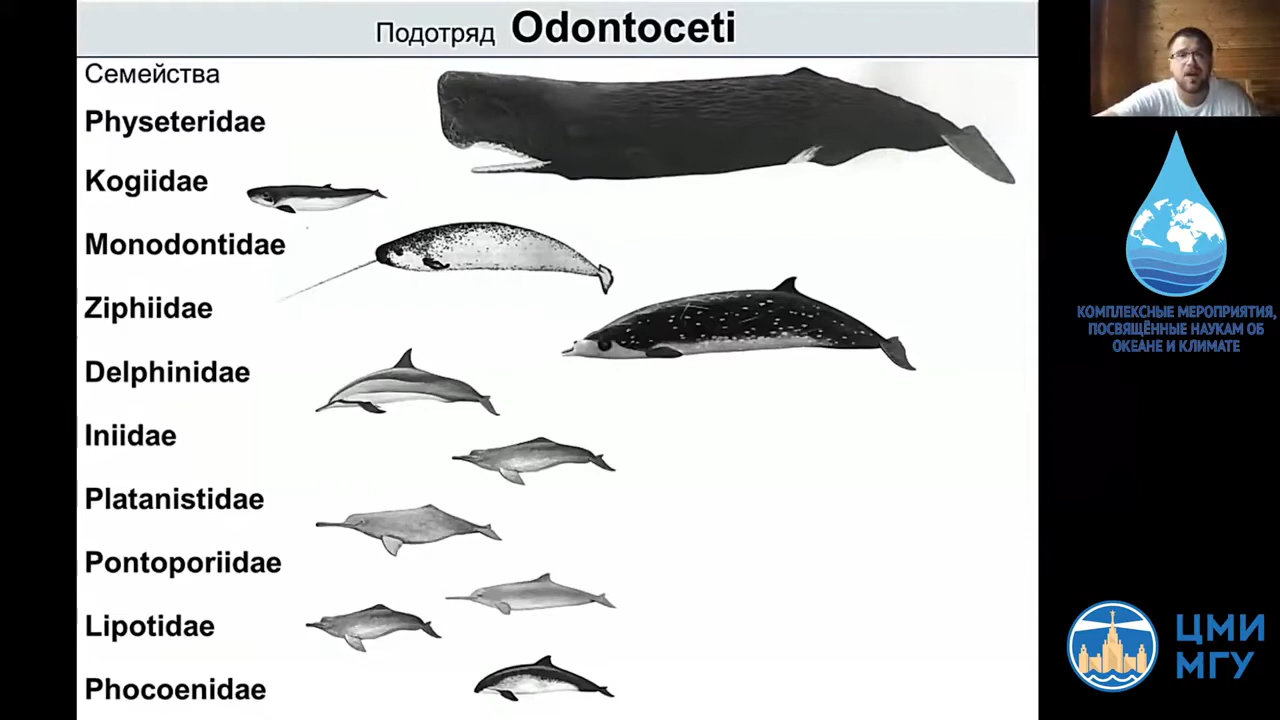 Подотряд Odontoceti
Семейства
Physeteridae
Kogiidae
Monodontidae
Ziphiidae
Delphinidae
Iniidae
Platanistidae
Pontoporiidae
Lipotidae
Phocoenidae
КОМПЛЕКСНЫЕ МЕРОПРИЯТИЯ,
ПОСВЯЩЁННЫЕ НАУКАМ ОБ
ОКЕАНЕ И КЛИМАТЕ
ЦМИ
МГУ